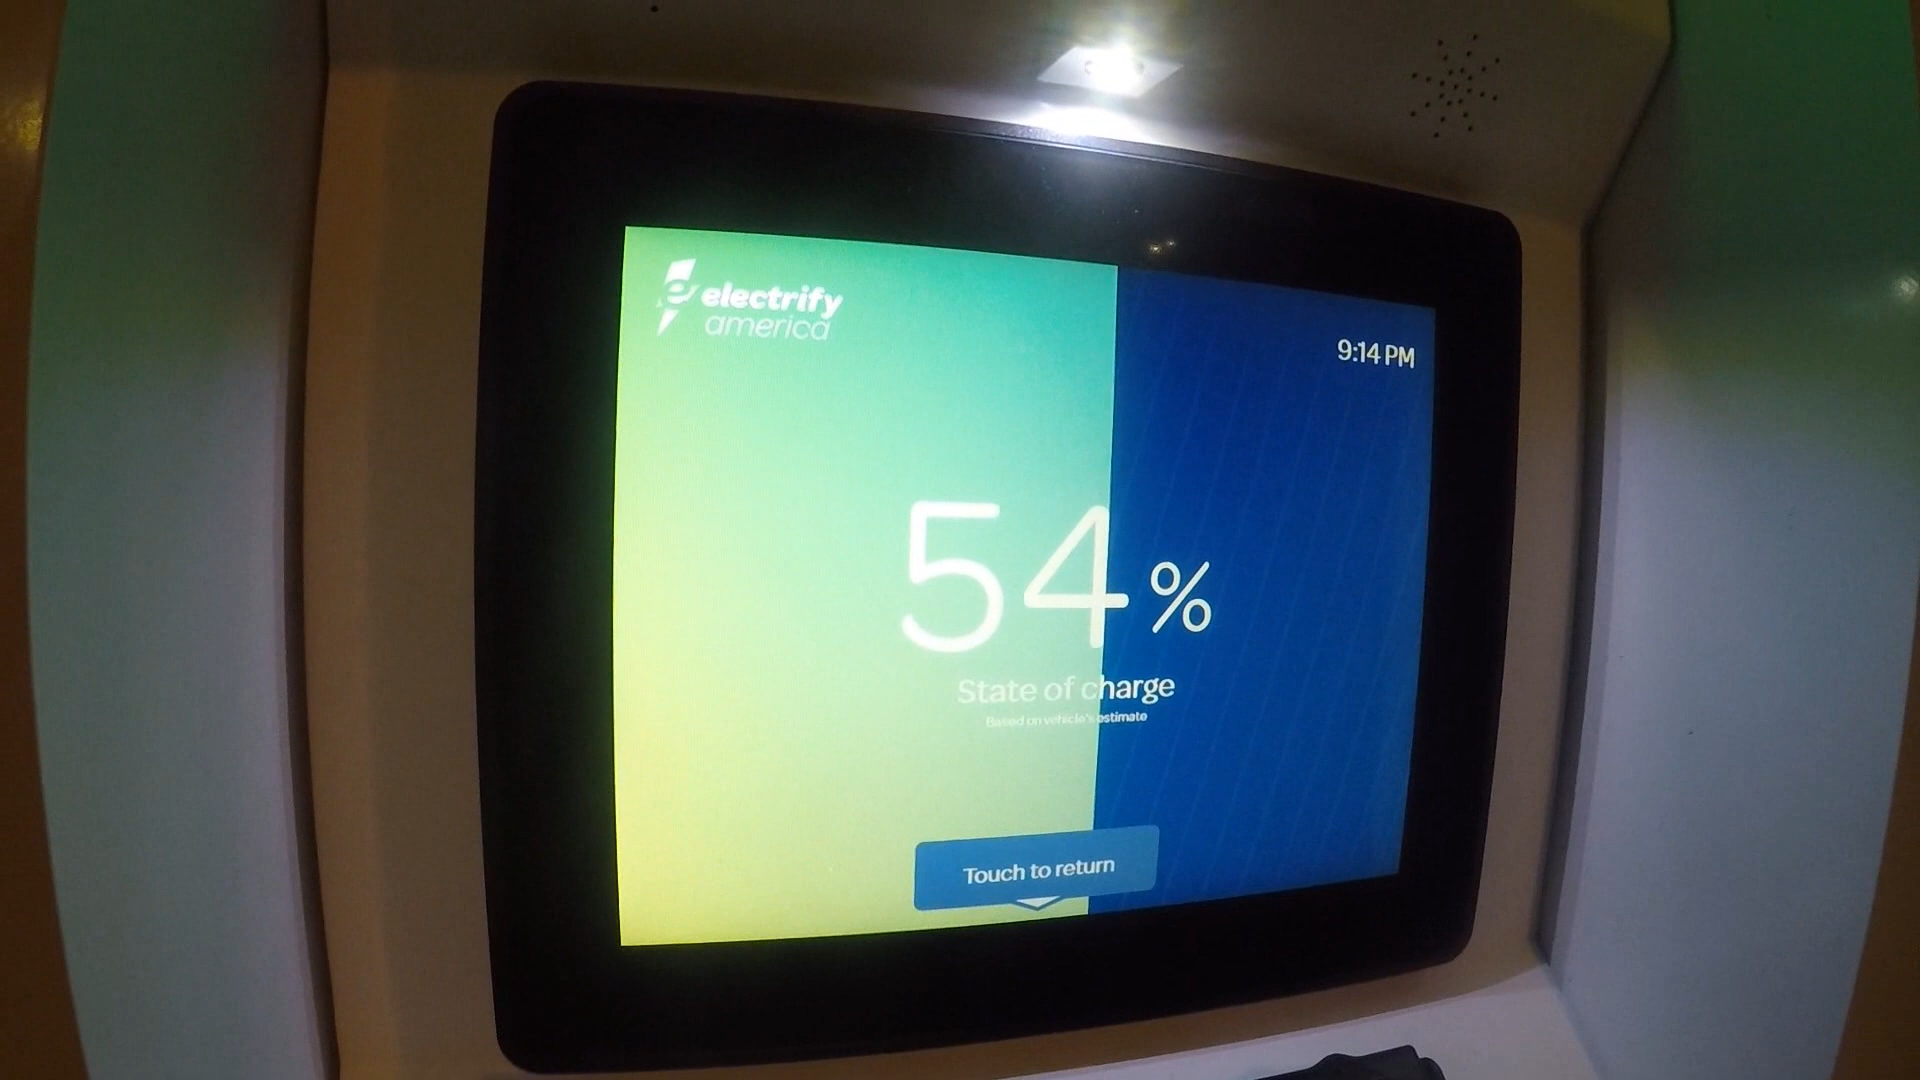 electrify
america
9:14 PM
54%
State of charge
Based on vehicle's estimate
Touch to return